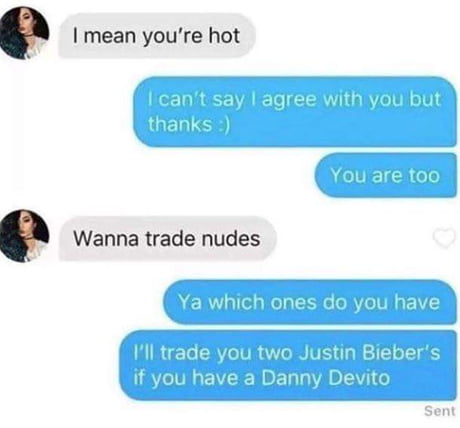 I mean you're hot
I can't say I agree with you but
thanks :)
You are too
Wanna trade nudes
Ya which ones do you have
I'll trade you two Justin Bieber's
if you have a Danny Devito
Sent